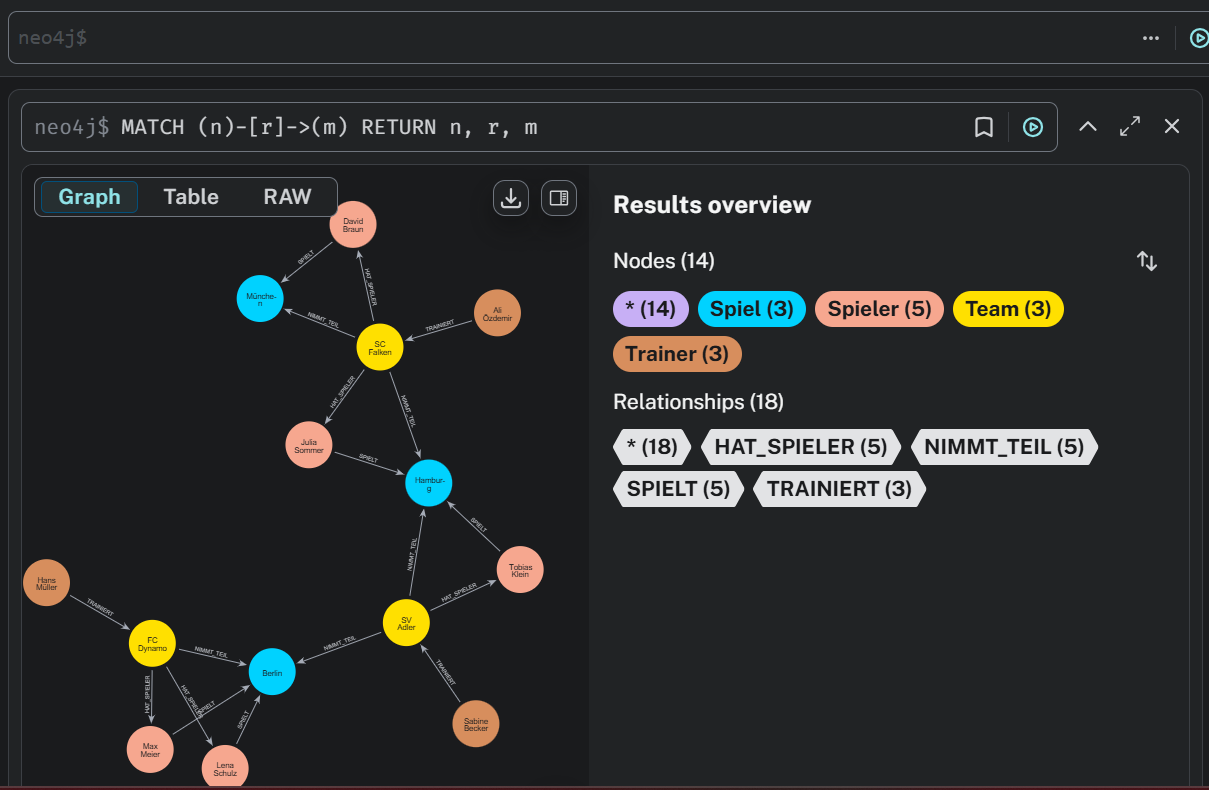 neo4j$
neo4j$ MATCH (n)-[r]->(m) RETURN n, r, m
Graph
Table
RAW
Results overview
Nodes (14)
* (14)
Spiel (3)
Spieler (5)
Team (3)
Trainer (3)
Relationships (18)
* (18)
HAT_SPIELER (5)
NIMMT_TEIL (5)
SPIELT (5)
TRAINIERT (3)
David
Braun
SPIELT
HAT_SPIELER
Münche-
n
NIMMT_TEIL
Ali
Özdemir
TRAINIERT
SC
Falken
HAT_SPIELER
NIMMT_TEIL
Julia
Sommer
SPIELT
Hambur-
g
SPIELT
NIMMT_TEIL
Tobias
Klein
HAT_SPIELER
Hans
Müller
TRAINIERT
SV
Adler
FC
Dynamo
NIMMT_TEIL
NIMMT_TEIL
Berlin
TRAINIERT
HAT_SPIELER
HAT_SPIELER
SPIELT
SPIELT
Sabine
Becker
Max
Meier
Lena
Schulz